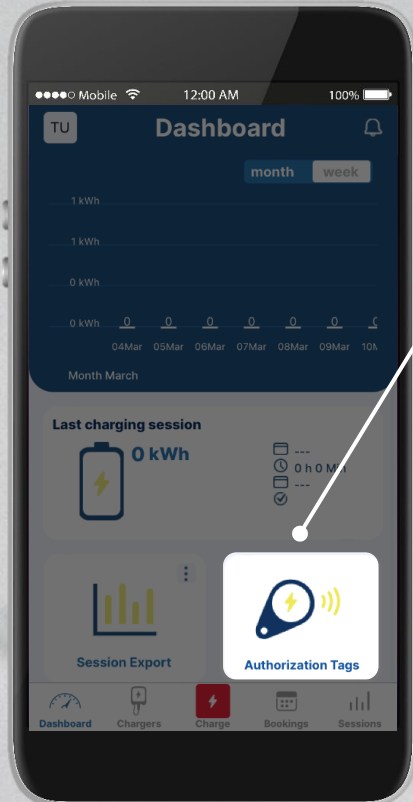 Mobile 12:00 AM 100%
TU Dashboard
month week
1 kWh
1 kWh
0 kWh
0 kWh 0 0 0 0 0 0
04Mar 05Mar 06Mar 07Mar 08Mar 09Mar
Month March
Last charging session
0 kWh
---
0 h 0 Min
---
Session Export
Authorization Tags
Dashboard Chargers Charge Bookings Sessions